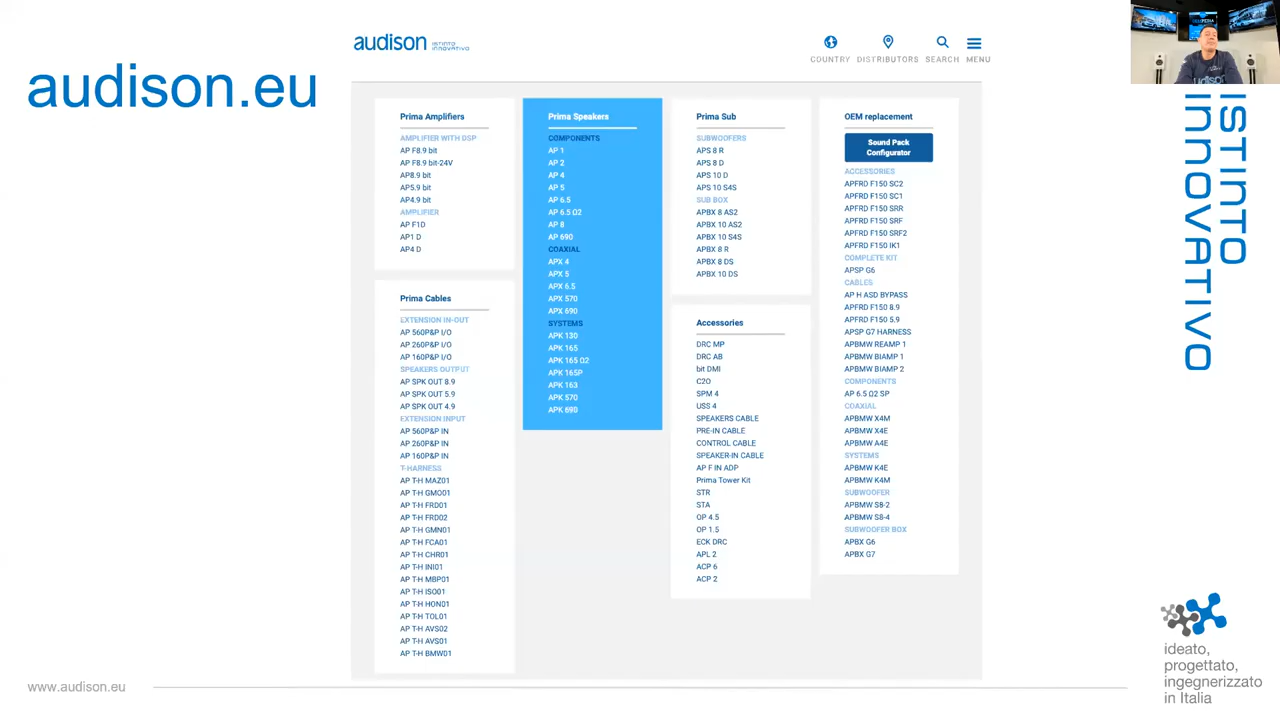 audison.eu
audison ISTINTO INNOVATIVO
COUNTRY DISTRIBUTORS SEARCH MENU
Prima Amplifiers
AMPLIFIER WITH DSP
AP F8.9 bit
AP F8.9 bit-24V
AP8.9 bit
AP5.9 bit
AP4.9 bit
AMPLIFIER
AP F1D
AP1 D
AP4 D
Prima Cables
EXTENSION IN-OUT
AP 560P&P I/O
AP 260P&P I/O
AP 160P&P I/O
SPEAKERS OUTPUT
AP SPK OUT 8.9
AP SPK OUT 5.9
AP SPK OUT 4.9
EXTENSION INPUT
AP 560P&P IN
AP 260P&P IN
AP 160P&P IN
T-HARNESS
AP T-H MAZ01
AP T-H GMO01
AP T-H FRD01
AP T-H FRD02
AP T-H GMN01
AP T-H FCA01
AP T-H CHR01
AP T-H INI01
AP T-H MBP01
AP T-H ISO01
AP T-H HON01
AP T-H TOL01
AP T-H AVS02
AP T-H AVS01
AP T-H BMW01
Prima Speakers
COMPONENTS
AP 1
AP 2
AP 4
AP 5
AP 6.5
AP 6.5 Ω2
AP 8
AP 690
COAXIAL
APX 4
APX 5
APX 6.5
APX 570
APX 690
SYSTEMS
APK 130
APK 165
APK 165 Ω2
APK 165P
APK 163
APK 570
APK 690
Prima Sub
SUBWOOFERS
APS 8 R
APS 8 D
APS 10 D
APS 10 S4S
SUB BOX
APBX 8 AS2
APBX 10 AS2
APBX 10 S4S
APBX 8 R
APBX 8 DS
APBX 10 DS
Accessories
DRC MP
DRC AB
bit DMI
C2O
SPM 4
USS 4
SPEAKERS CABLE
PRE-IN CABLE
CONTROL CABLE
SPEAKER-IN CABLE
AP F IN ADP
Prima Tower Kit
STR
STA
OP 4.5
OP 1.5
ECK DRC
APL 2
ACP 6
ACP 2
OEM replacement
Sound Pack
Configurator
ACCESSORIES
APFRD F150 SC2
APFRD F150 SC1
APFRD F150 SRR
APFRD F150 SRF
APFRD F150 SRF2
APFRD F150 IK1
COMPLETE KIT
APSP G6
CABLES
AP H ASD BYPASS
APFRD F150 8.9
APFRD F150 5.9
APSP G7 HARNESS
APBMW REAMP 1
APBMW BIAMP 1
APBMW BIAMP 2
COMPONENTS
AP 6.5 Ω2 SP
COAXIAL
APBMW X4M
APBMW X4E
APBMW A4E
SYSTEMS
APBMW K4E
APBMW K4M
SUBWOOFER
APBMW S8-2
APBMW S8-4
SUBWOOFER BOX
APBX G6
APBX G7
ISTINTO
INNOVATIVO
ideato,
progettato,
ingegnerizzato
in Italia
www.audison.eu